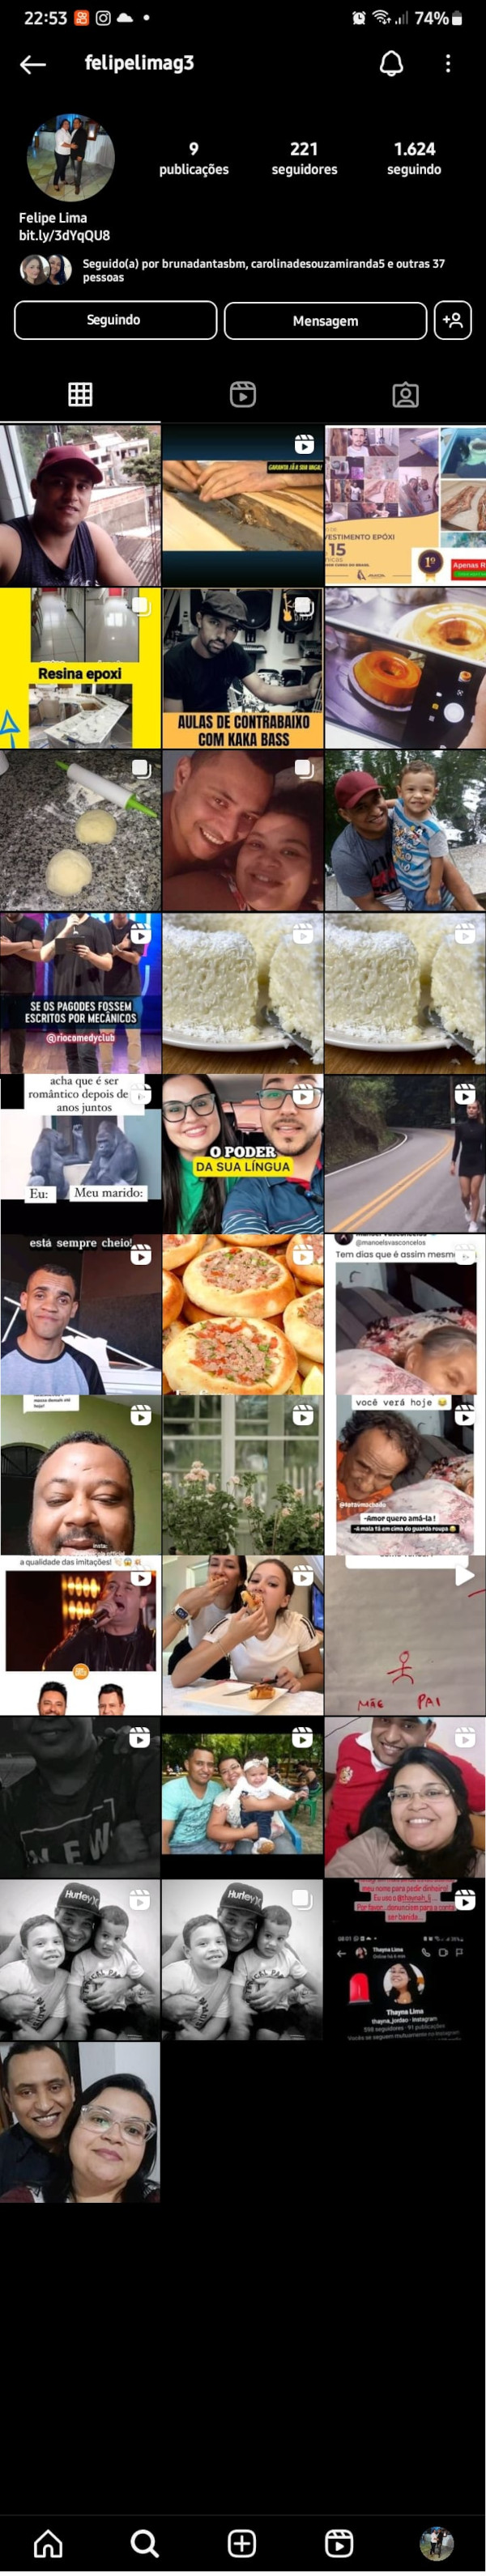 22:53
74%
felipelimag3
9
publicações
221
seguidores
1.624
seguindo
Felipe Lima
bit.ly/3dYqQU8
Seguido(a) por brunadantasbm, carolinadesouzamiranda5 e outras 37
pessoas
Seguindo
Mensagem
GARANTA JÁ A SUA VAGA!
VESTIMENTO EPÓXI
15
1º
Apenas R
Resina epoxi
AULAS DE CONTRABAIXO
COM KAKA BASS
SE OS PAGODES FOSSEM
ESCRITOS POR MECÂNICOS
@riocomedyclub
acha que é ser
romântico depois de
anos juntos
Eu:
Meu marido:
O PODER
DA SUA LÍNGUA
está sempre cheio!
@manoelsvasconcelos
Tem dias que é assim mesm
você verá hoje
-Amor quero amá-la !
-A mala tá em cima do guarda roupa
a qualidade das imitações!
MÃE
PAI
NEW
Hurley
Hurley
meu nome para pedir dinheiro!
Por favor, denunciem para a conta
ser banida
Thayna Lima
Thayna Lima
thayna_jordao · Instagram
598 seguidores · 91 publicações
Vocês se seguem mutuamente no Instagram